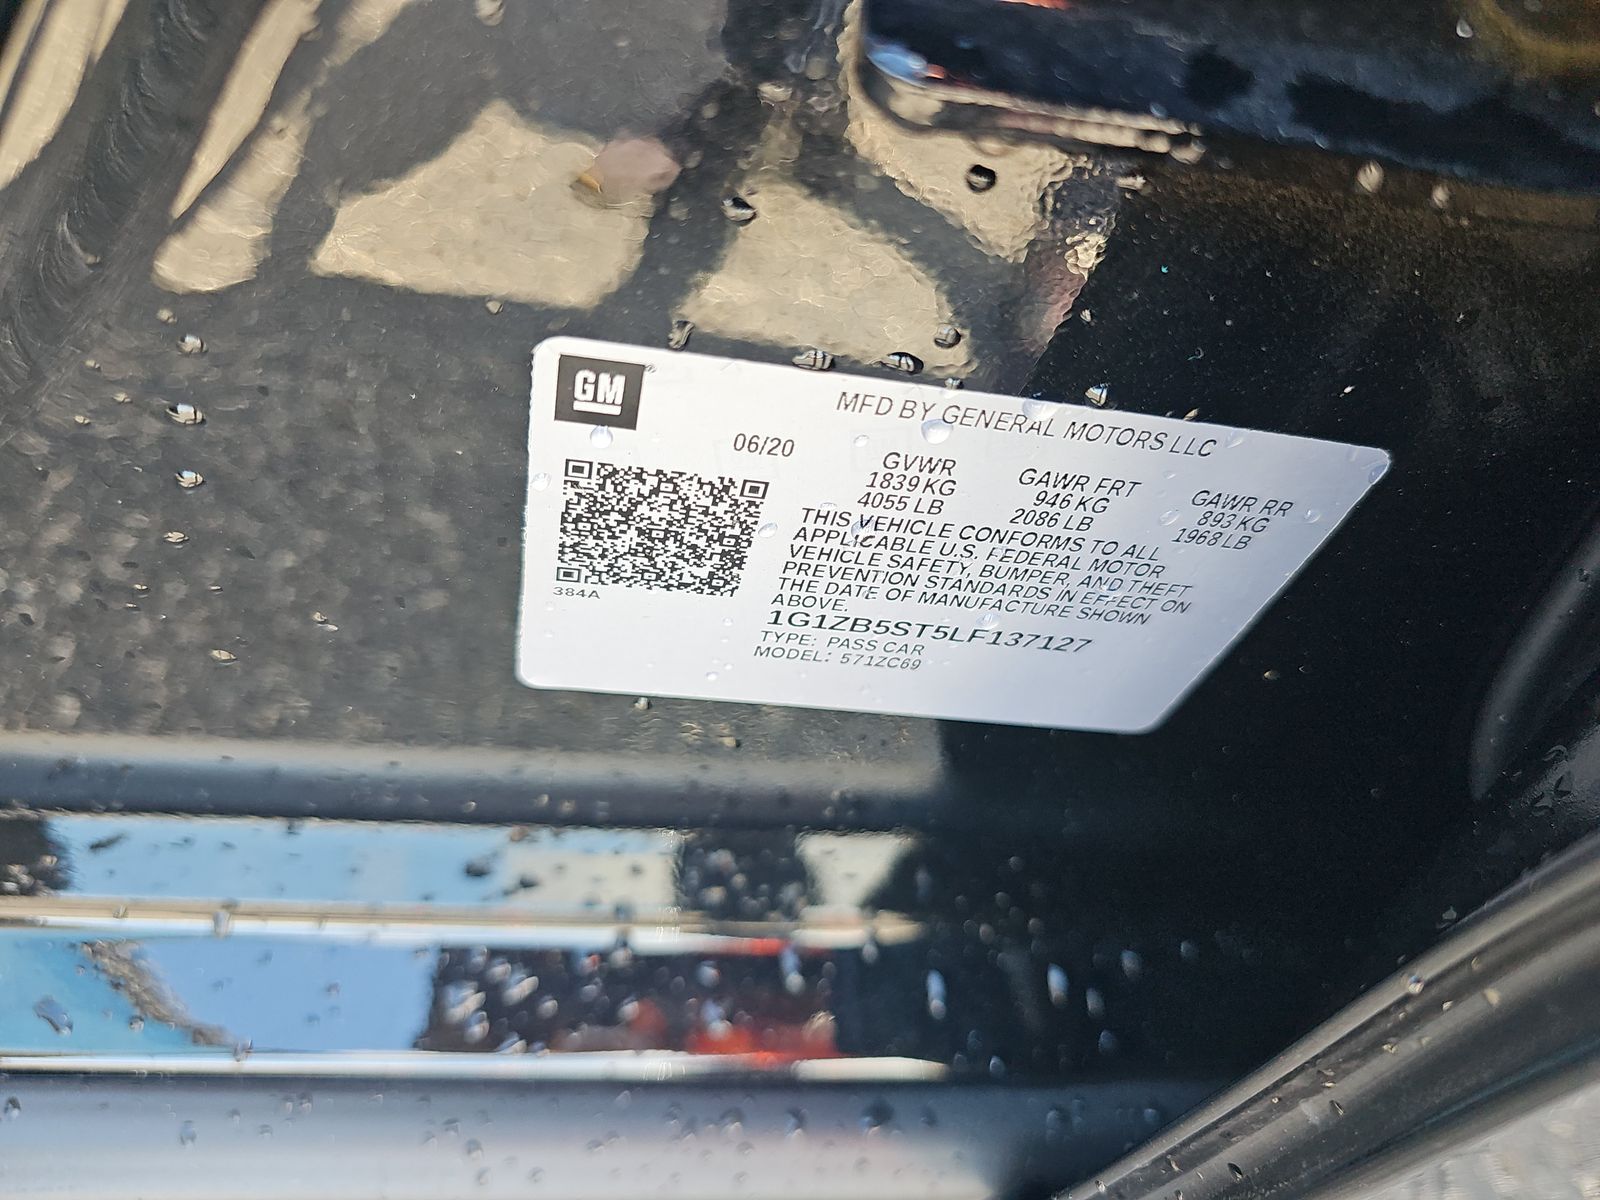 GM
MFD BY GENERAL MOTORS LLC
06/20
GVWR
1839 KG
4055 LB
GAWR FRT
946 KG
2086 LB
GAWR RR
893 KG
1968 LB
THIS VEHICLE CONFORMS TO ALL
APPLICABLE U.S. FEDERAL MOTOR
VEHICLE SAFETY, BUMPER, AND THEFT
PREVENTION STANDARDS IN EFFECT ON
THE DATE OF MANUFACTURE SHOWN
ABOVE.
1G1ZB5ST5LF137127
TYPE: PASS CAR
MODEL: 571ZC69
384A